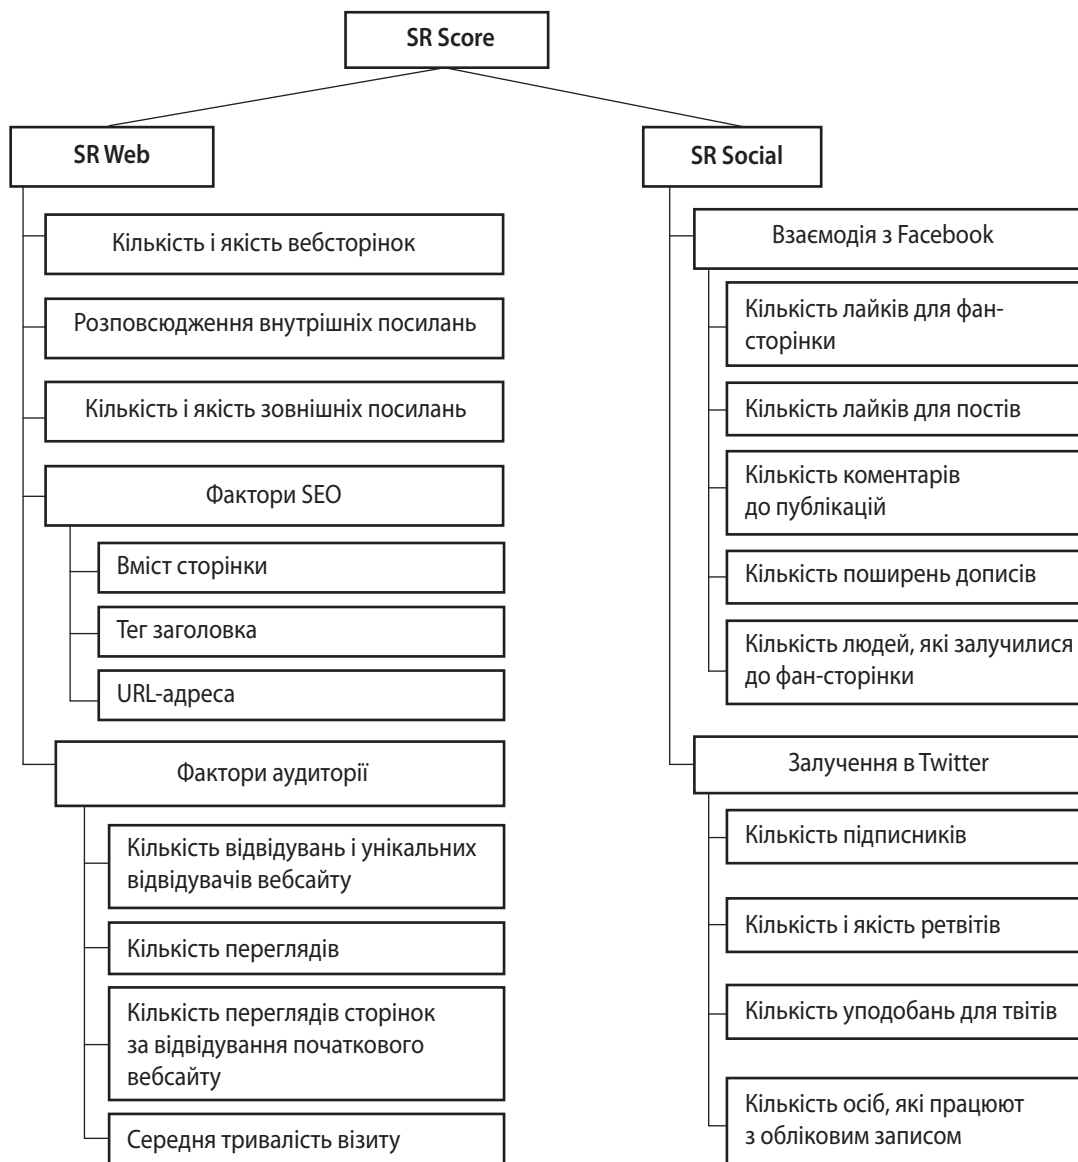 SR Score
SR Web
Кількість і якість вебсторінок
Розповсюдження внутрішніх посилань
Кількість і якість зовнішніх посилань
Фактори SEO
Вміст сторінки
Тег заголовка
URL-адреса
Фактори аудиторії
Кількість відвідувань і унікальних
відвідувачів вебсайту
Кількість переглядів
Кількість переглядів сторінок
за відвідування початкового
вебсайту
Середня тривалість візиту
SR Social
Взаємодія з Facebook
Кількість лайків для фан-
сторінки
Кількість лайків для постів
Кількість коментарів
до публікацій
Кількість поширень дописів
Кількість людей, які залучилися
до фан-сторінки
Залучення в Twitter
Кількість підписників
Кількість і якість ретвітів
Кількість уподобань для твітів
Кількість осіб, які працюют
з обліковим записом